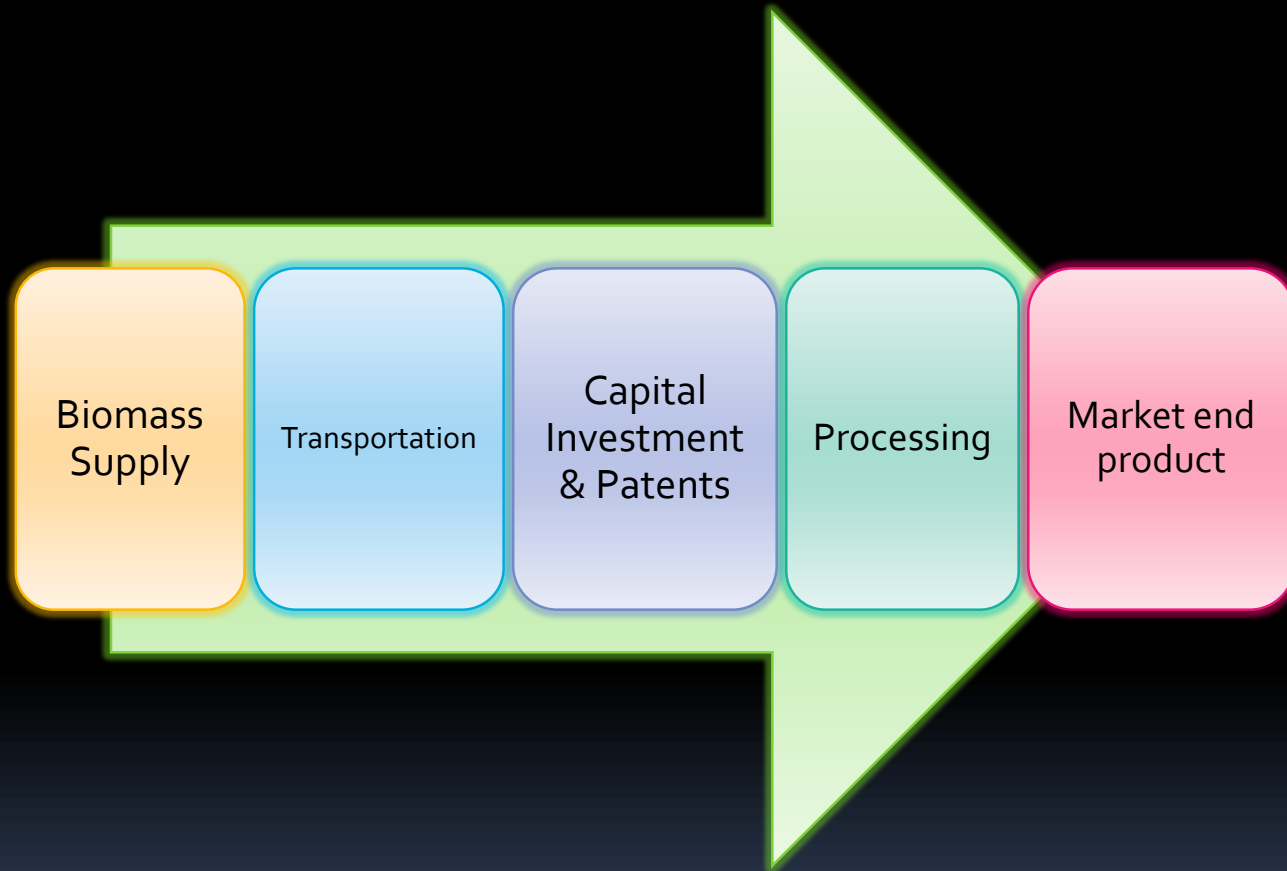 Biomass
Supply
Transportation
Capital
Investment
& Patents
Processing
Market end
product